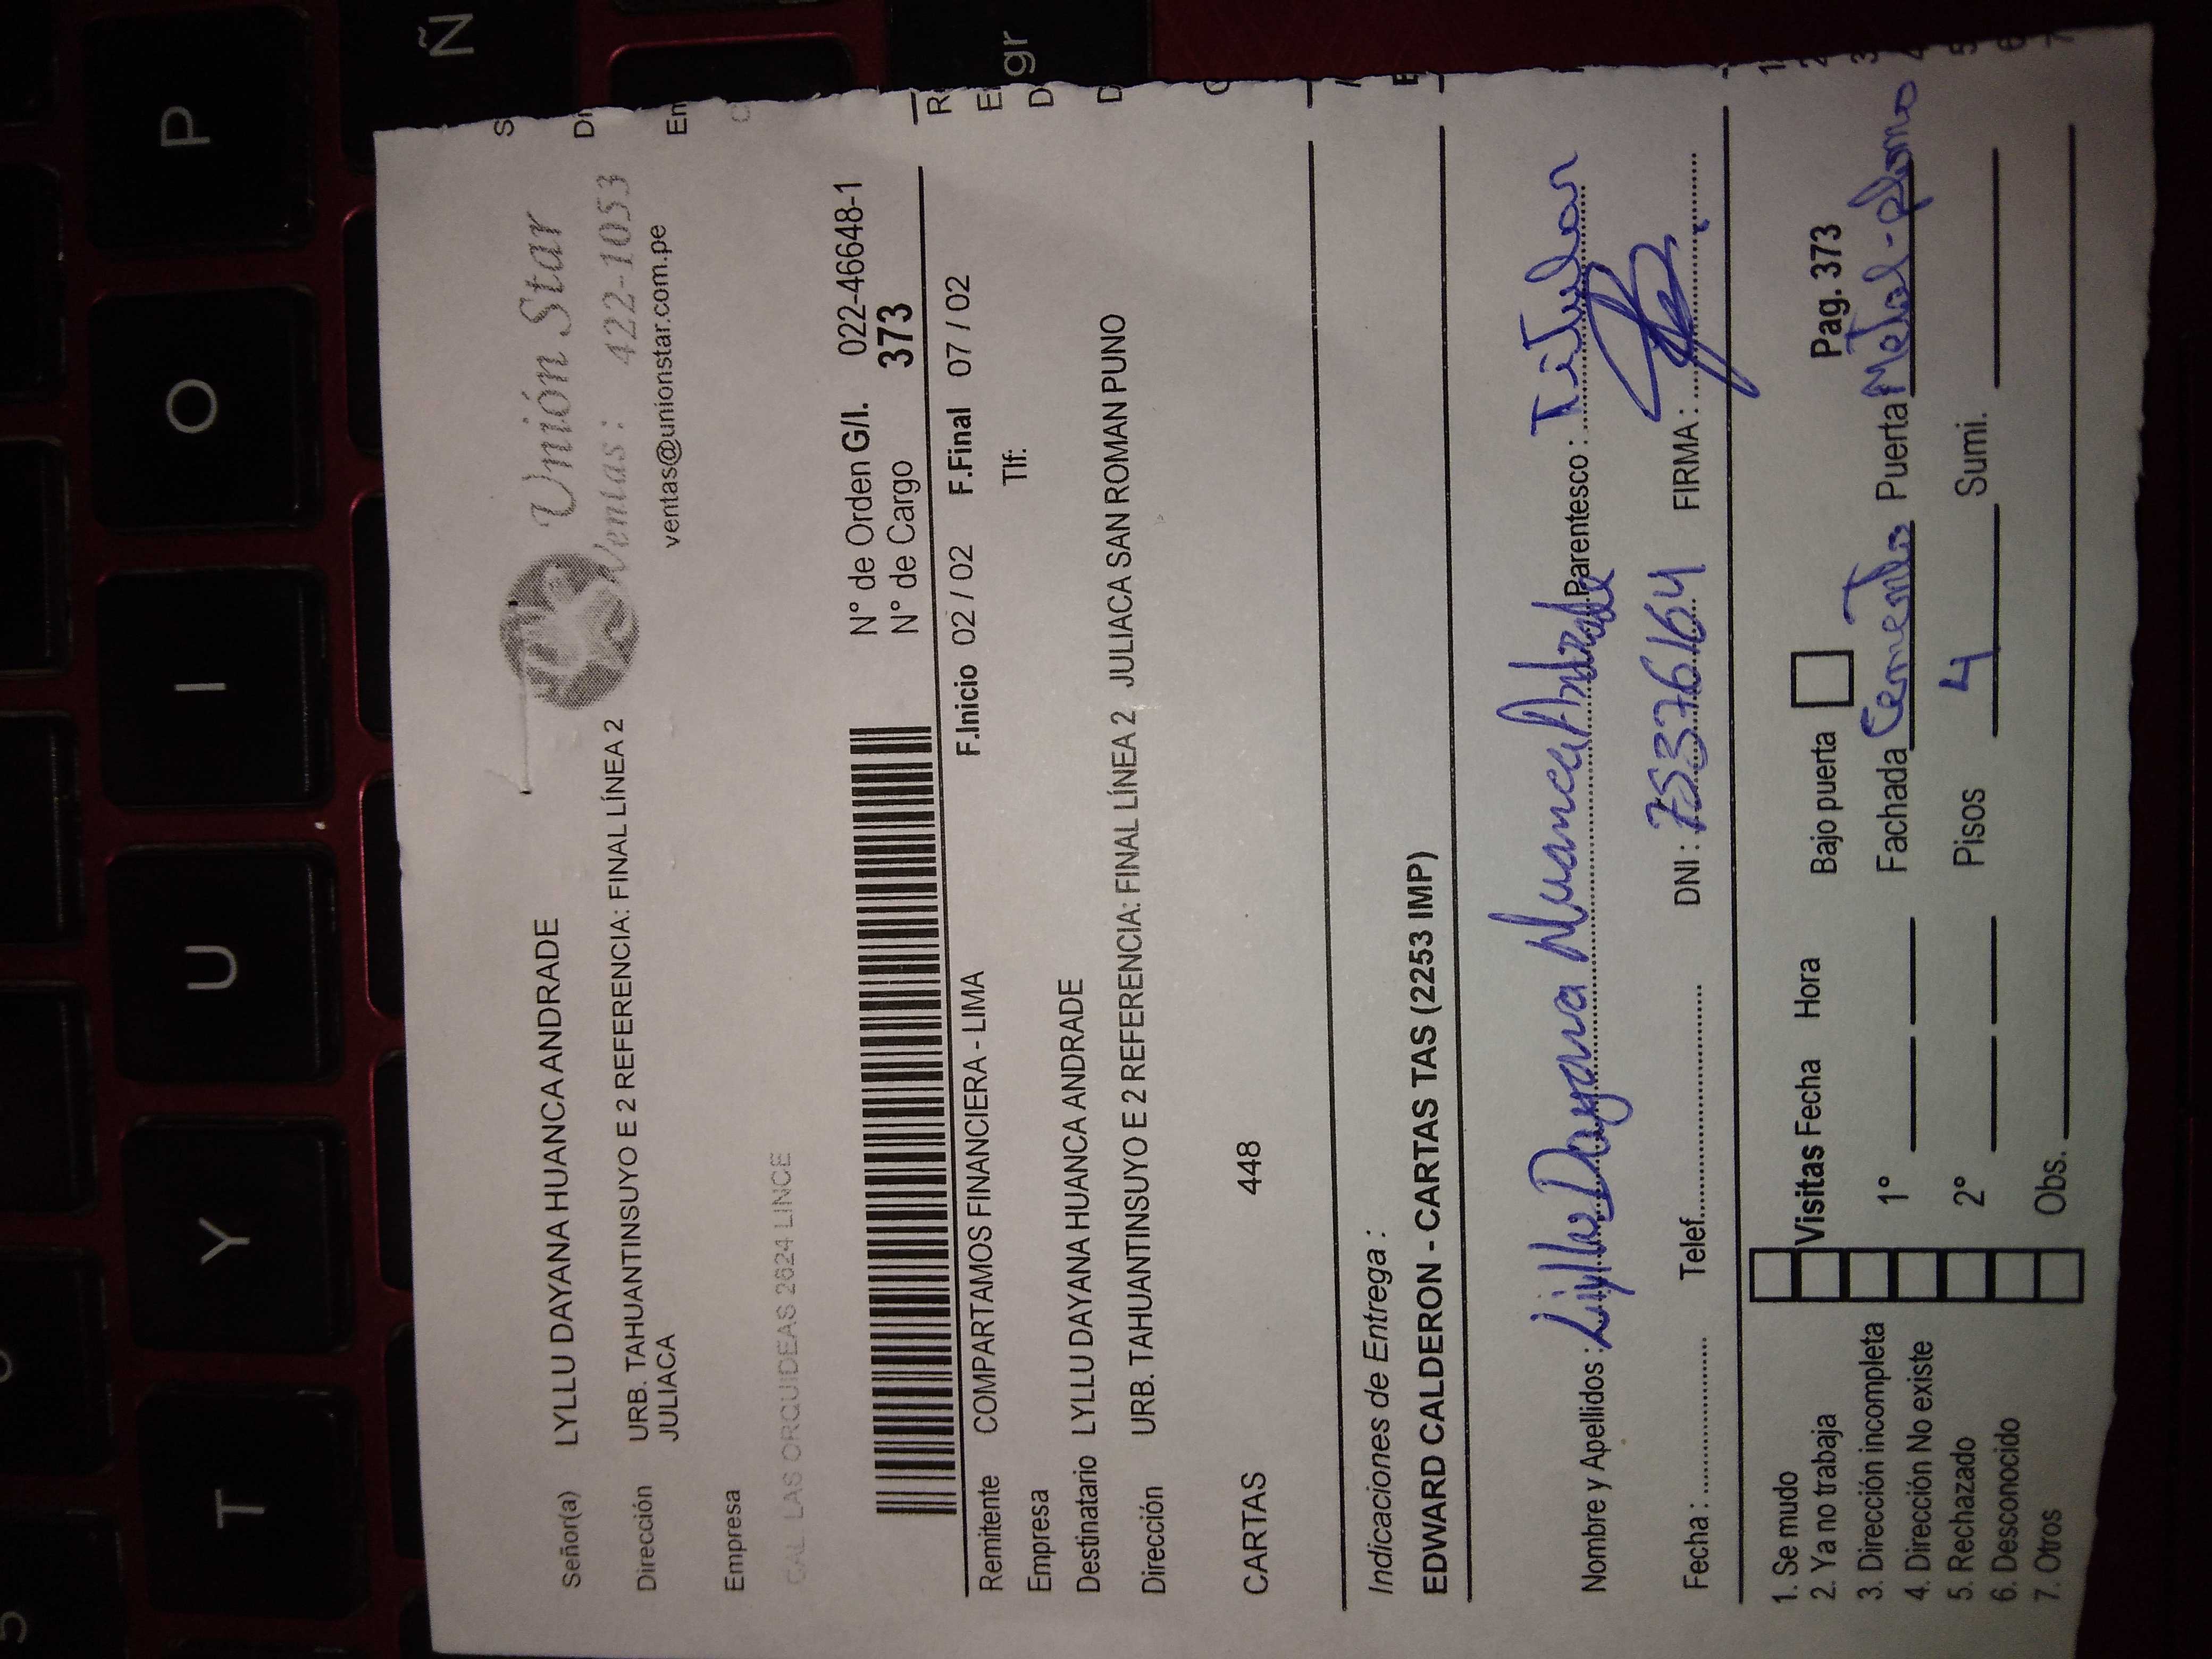 Unión Star
Ventas: 422-1053
ventas@unionstar.com.pe
Señor(a) LYLLU DAYANA HUANCA ANDRADE
Dirección URB. TAHUANTINSUYO E 2 REFERENCIA: FINAL LÍNEA 2
JULIACA
Empresa
CAL LAS ORQUIDEAS 2624 LINCE
N° de Orden G/I. 022-46648-1
N° de Cargo 373
F.Inicio 02 / 02 F.Final 07 / 02
Remitente COMPARTAMOS FINANCIERA - LIMA
Empresa Tlf:
Destinatario LYLLU DAYANA HUANCA ANDRADE
Dirección URB. TAHUANTINSUYO E 2 REFERENCIA: FINAL LÍNEA 2 JULIACA SAN ROMAN PUNO
CARTAS 448
Indicaciones de Entrega :
EDWARD CALDERON - CARTAS TAS (2253 IMP)
Nombre y Apellidos : Lyllu Dayana Huanca Andrade Parentesco : Titular
Fecha : Telef. DNI : 75376164 FIRMA :
1. Se mudo
2. Ya no trabaja Visitas Fecha Hora Bajo puerta Pag. 373
3. Dirección incompleta 1° Fachada Cemento Puerta Metal - plomo
4. Dirección No existe
5. Rechazado 2° Pisos 4 Sumi.
6. Desconocido
7. Otros Obs.
T
Y
U
I
O
P
Ñ
gr